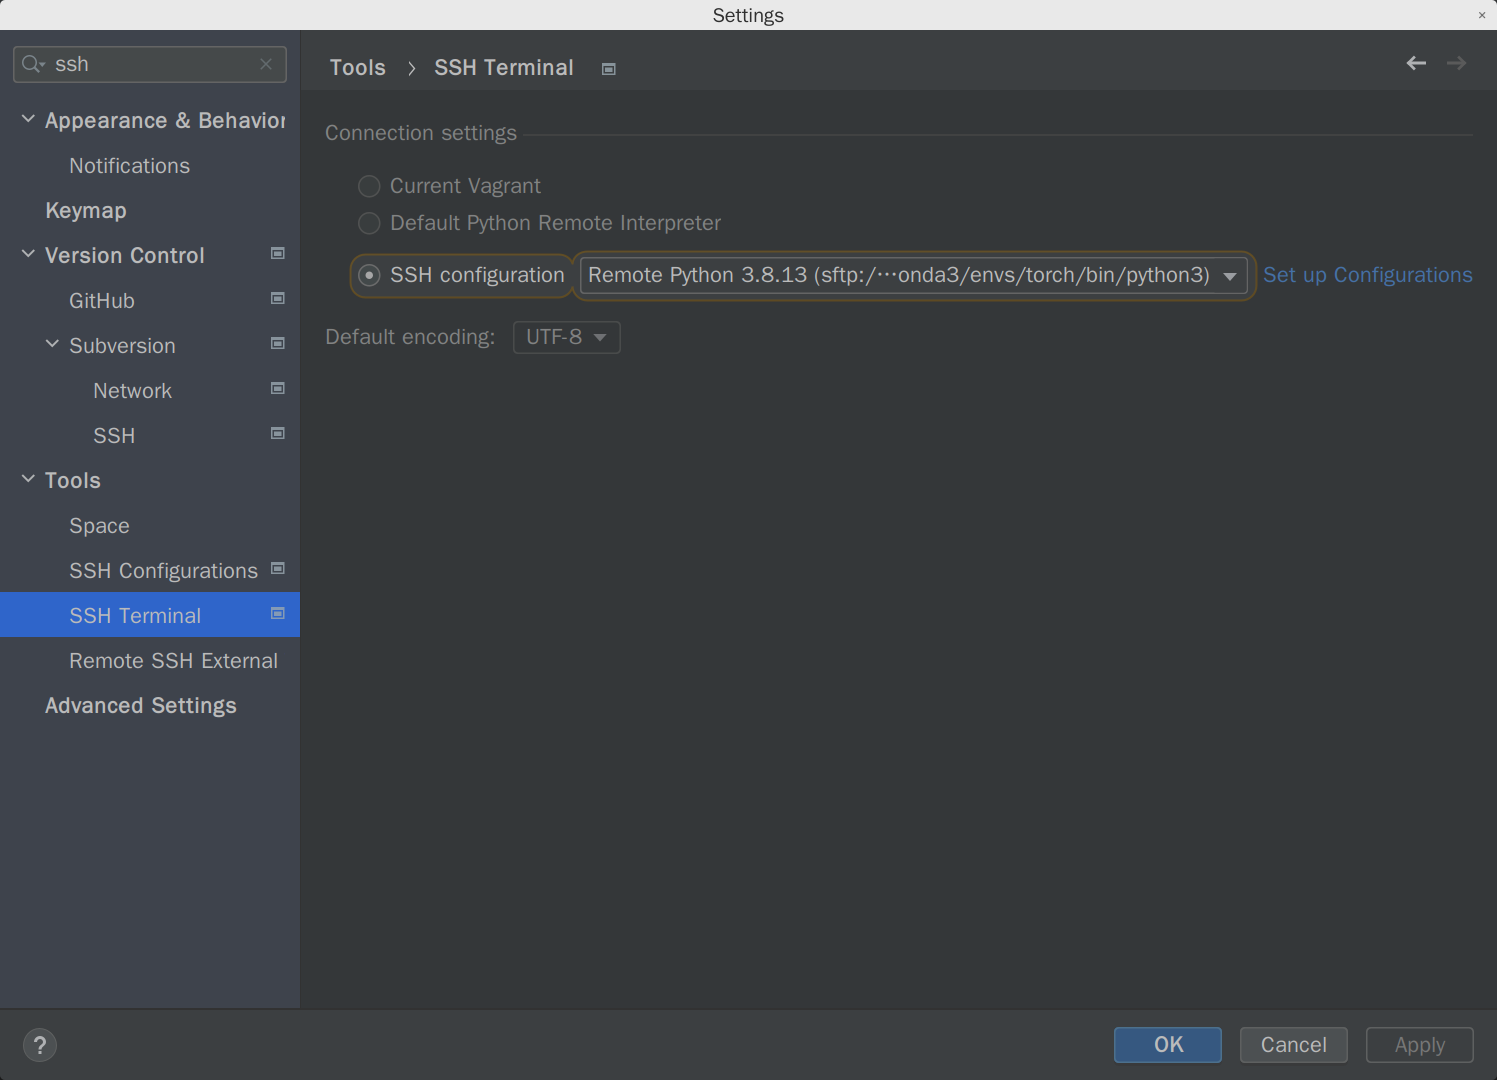 Settings
ssh
Appearance & Behavior
Notifications
Keymap
Version Control
GitHub
Subversion
Network
SSH
Tools
Space
SSH Configurations
SSH Terminal
Remote SSH External
Advanced Settings
Tools › SSH Terminal
Connection settings
Current Vagrant
Default Python Remote Interpreter
SSH configuration Remote Python 3.8.13 (sftp:/···onda3/envs/torch/bin/python3) Set up Configurations
Default encoding: UTF-8
? OK Cancel Apply